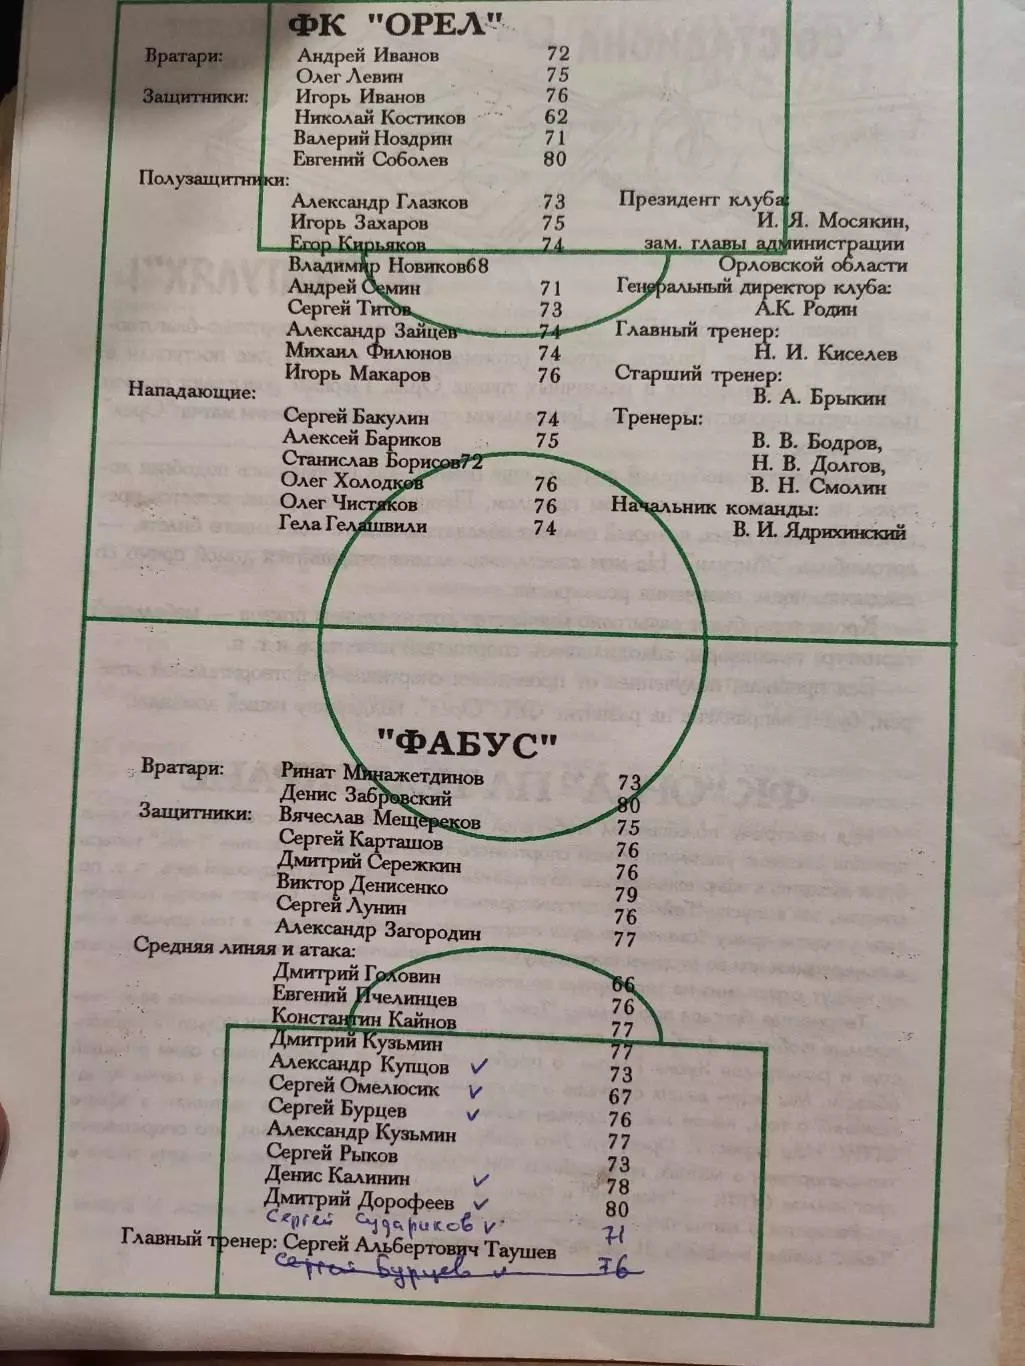 ФК "ОРЕЛ"
Вратари: Андрей Иванов 72
Олег Левин 75
Защитники: Игорь Иванов 76
Николай Костиков 62
Валерий Ноздрин 71
Евгений Соболев 80
Полузащитники:
Александр Глазков 73
Игорь Захаров 75
Егор Кирьяков 74
Владимир Новиков68
Андрей Семин 71
Сергей Титов 73
Александр Зайцев 74
Михаил Филюнов 74
Игорь Макаров 76
Нападающие:
Сергей Бакулин 74
Алексей Бариков 75
Станислав Борисов72
Олег Холодков 76
Олег Чистяков 76
Гела Гелашвили 74
Президент клуба:
И. Я. Мосякин,
зам. главы администрации
Орловской области
Генеральный директор клуба:
А.К. Родин
Главный тренер:
Н. И. Киселев
Старший тренер:
В. А. Брыкин
Тренеры:
В. В. Бодров,
Н. В. Долгов,
В. Н. Смолин
Начальник команды:
В. И. Ядрихинский
"ФАБУС"
Вратари: Ринат Минажетдинов 73
Денис Забровский 80
Защитники: Вячеслав Мещереков 75
Сергей Карташов 76
Дмитрий Сережкин 76
Виктор Денисенко 79
Сергей Лунин 76
Александр Загородин 77
Средняя линия и атака:
Дмитрий Головин 66
Евгений Пчелинцев 76
Константин Кайнов 77
Дмитрий Кузьмин 77
Александр Купцов ✓ 73
Сергей Омелюсик ✓ 67
Сергей Бурцев ✓ 76
Александр Кузьмин 77
Сергей Рыков 73
Денис Калинин ✓ 78
Дмитрий Дорофеев ✓ 80
Сергей Судариков ✓ 71
Главный тренер: Сергей Альбертович Таушев
Сергей Бурцев 76